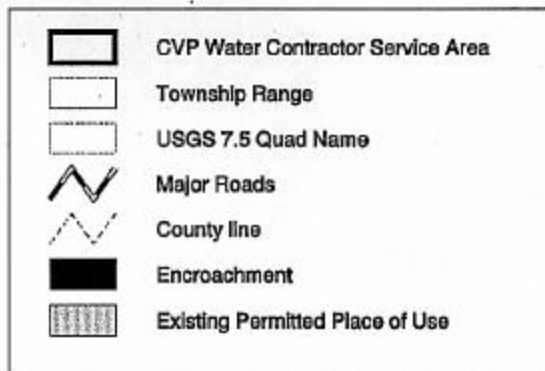 CVP Water Contractor Service Area
Township Range
USGS 7.5 Quad Name
Major Roads
County line
Encroachment
Existing Permitted Place of Use